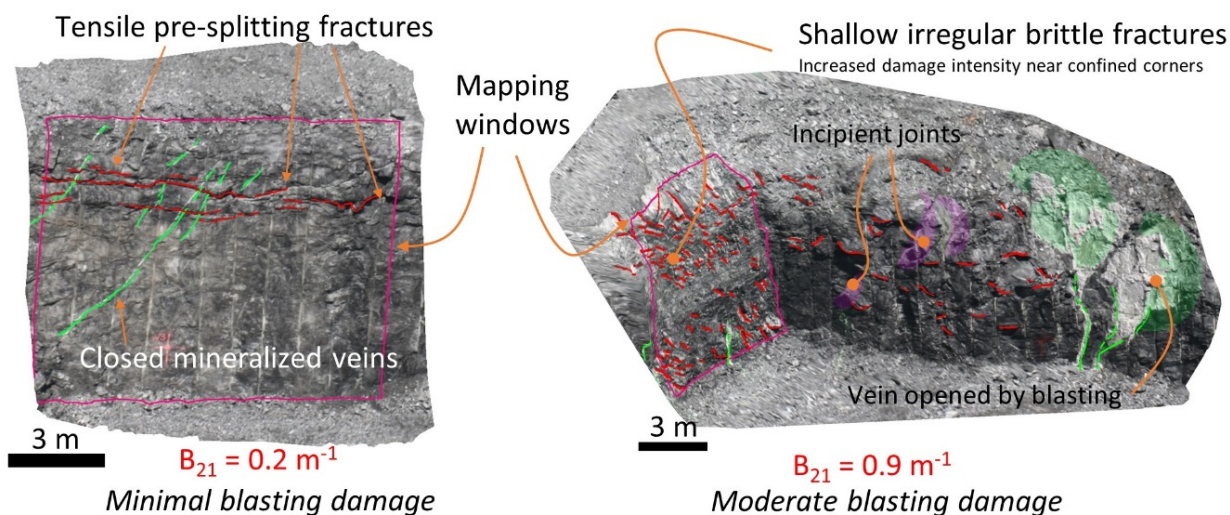 Tensile pre-splitting fractures
Mapping
windows
Closed mineralized veins
3 m
B₂₁ = 0.2 m⁻¹
Minimal blasting damage
Shallow irregular brittle fractures
Increased damage intensity near confined corners
Incipient joints
Vein opened by blasting
3 m
B₂₁ = 0.9 m⁻¹
Moderate blasting damage